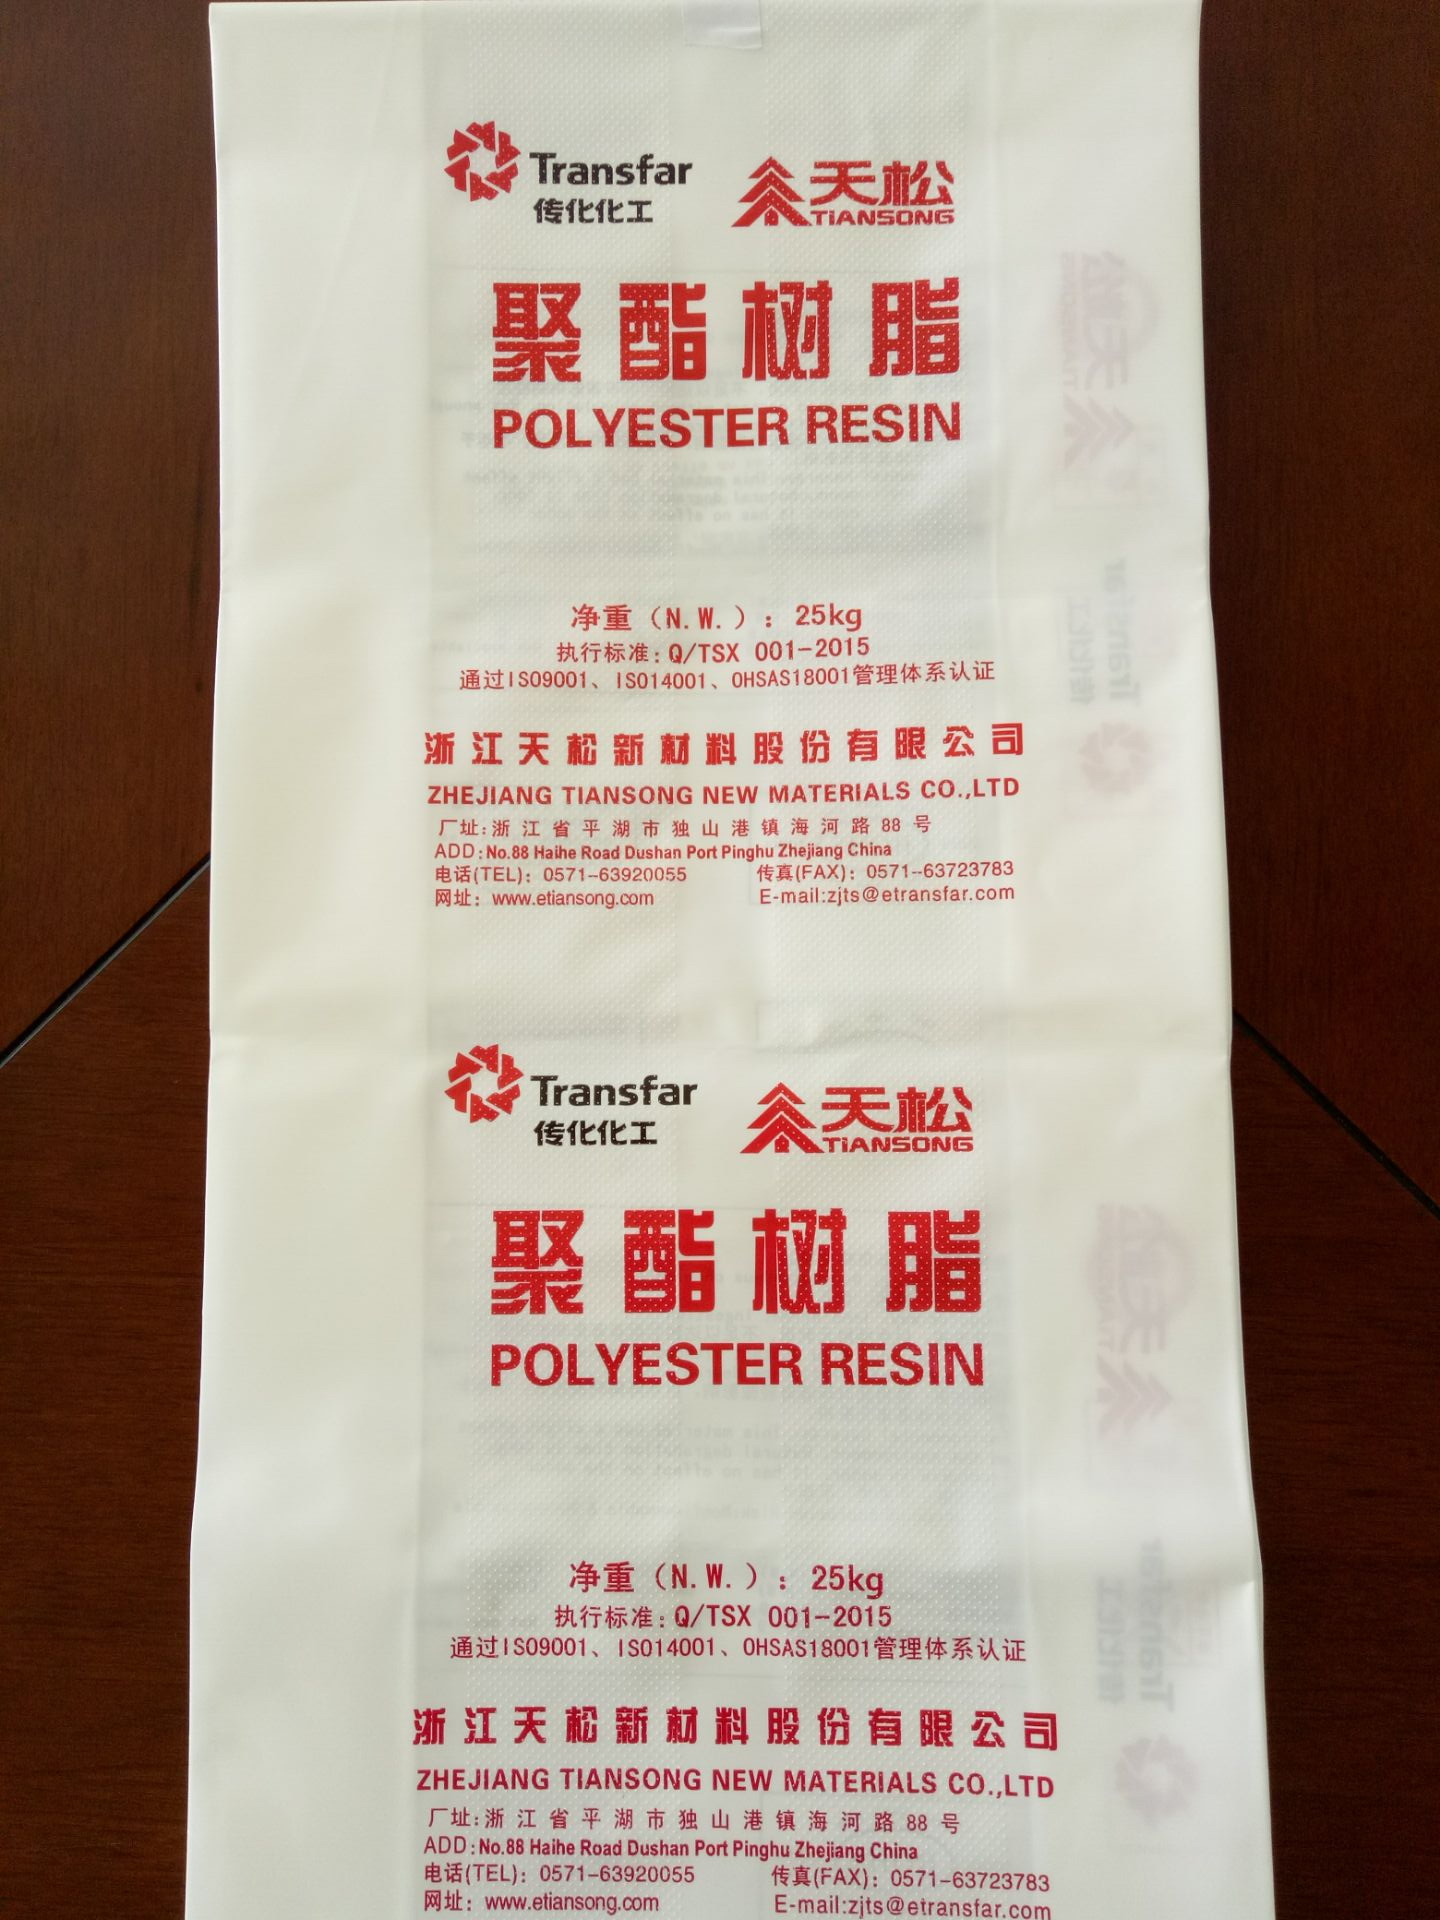 Transfar
传化化工
天松
TIANSONG
聚酯树脂
POLYESTER RESIN
净重（N.W.）：25kg
执行标准：Q/TSX 001-2015
通过ISO9001、ISO14001、OHSAS18001管理体系认证
浙江天松新材料股份有限公司
ZHEJIANG TIANSONG NEW MATERIALS CO.,LTD
厂址：浙江省平湖市独山港镇海河路88号
ADD：No.88 Haihe Road Dushan Port Pinghu Zhejiang China
电话(TEL)：0571-63920055 传真(FAX)：0571--63723783
网址：www.etiansong.com E-mail:zjts@etransfar.com
Transfar
传化化工
天松
TIANSONG
聚酯树脂
POLYESTER RESIN
净重（N.W.）：25kg
执行标准：Q/TSX 001-2015
通过ISO9001、ISO14001、OHSAS18001管理体系认证
浙江天松新材料股份有限公司
ZHEJIANG TIANSONG NEW MATERIALS CO.,LTD
厂址：浙江省平湖市独山港镇海河路88号
ADD：No.88 Haihe Road Dushan Port Pinghu Zhejiang China
电话(TEL)：0571-63920055 传真(FAX)：0571-63723783
网址：www.etiansong.com E-mail:zjts@etransfar.com